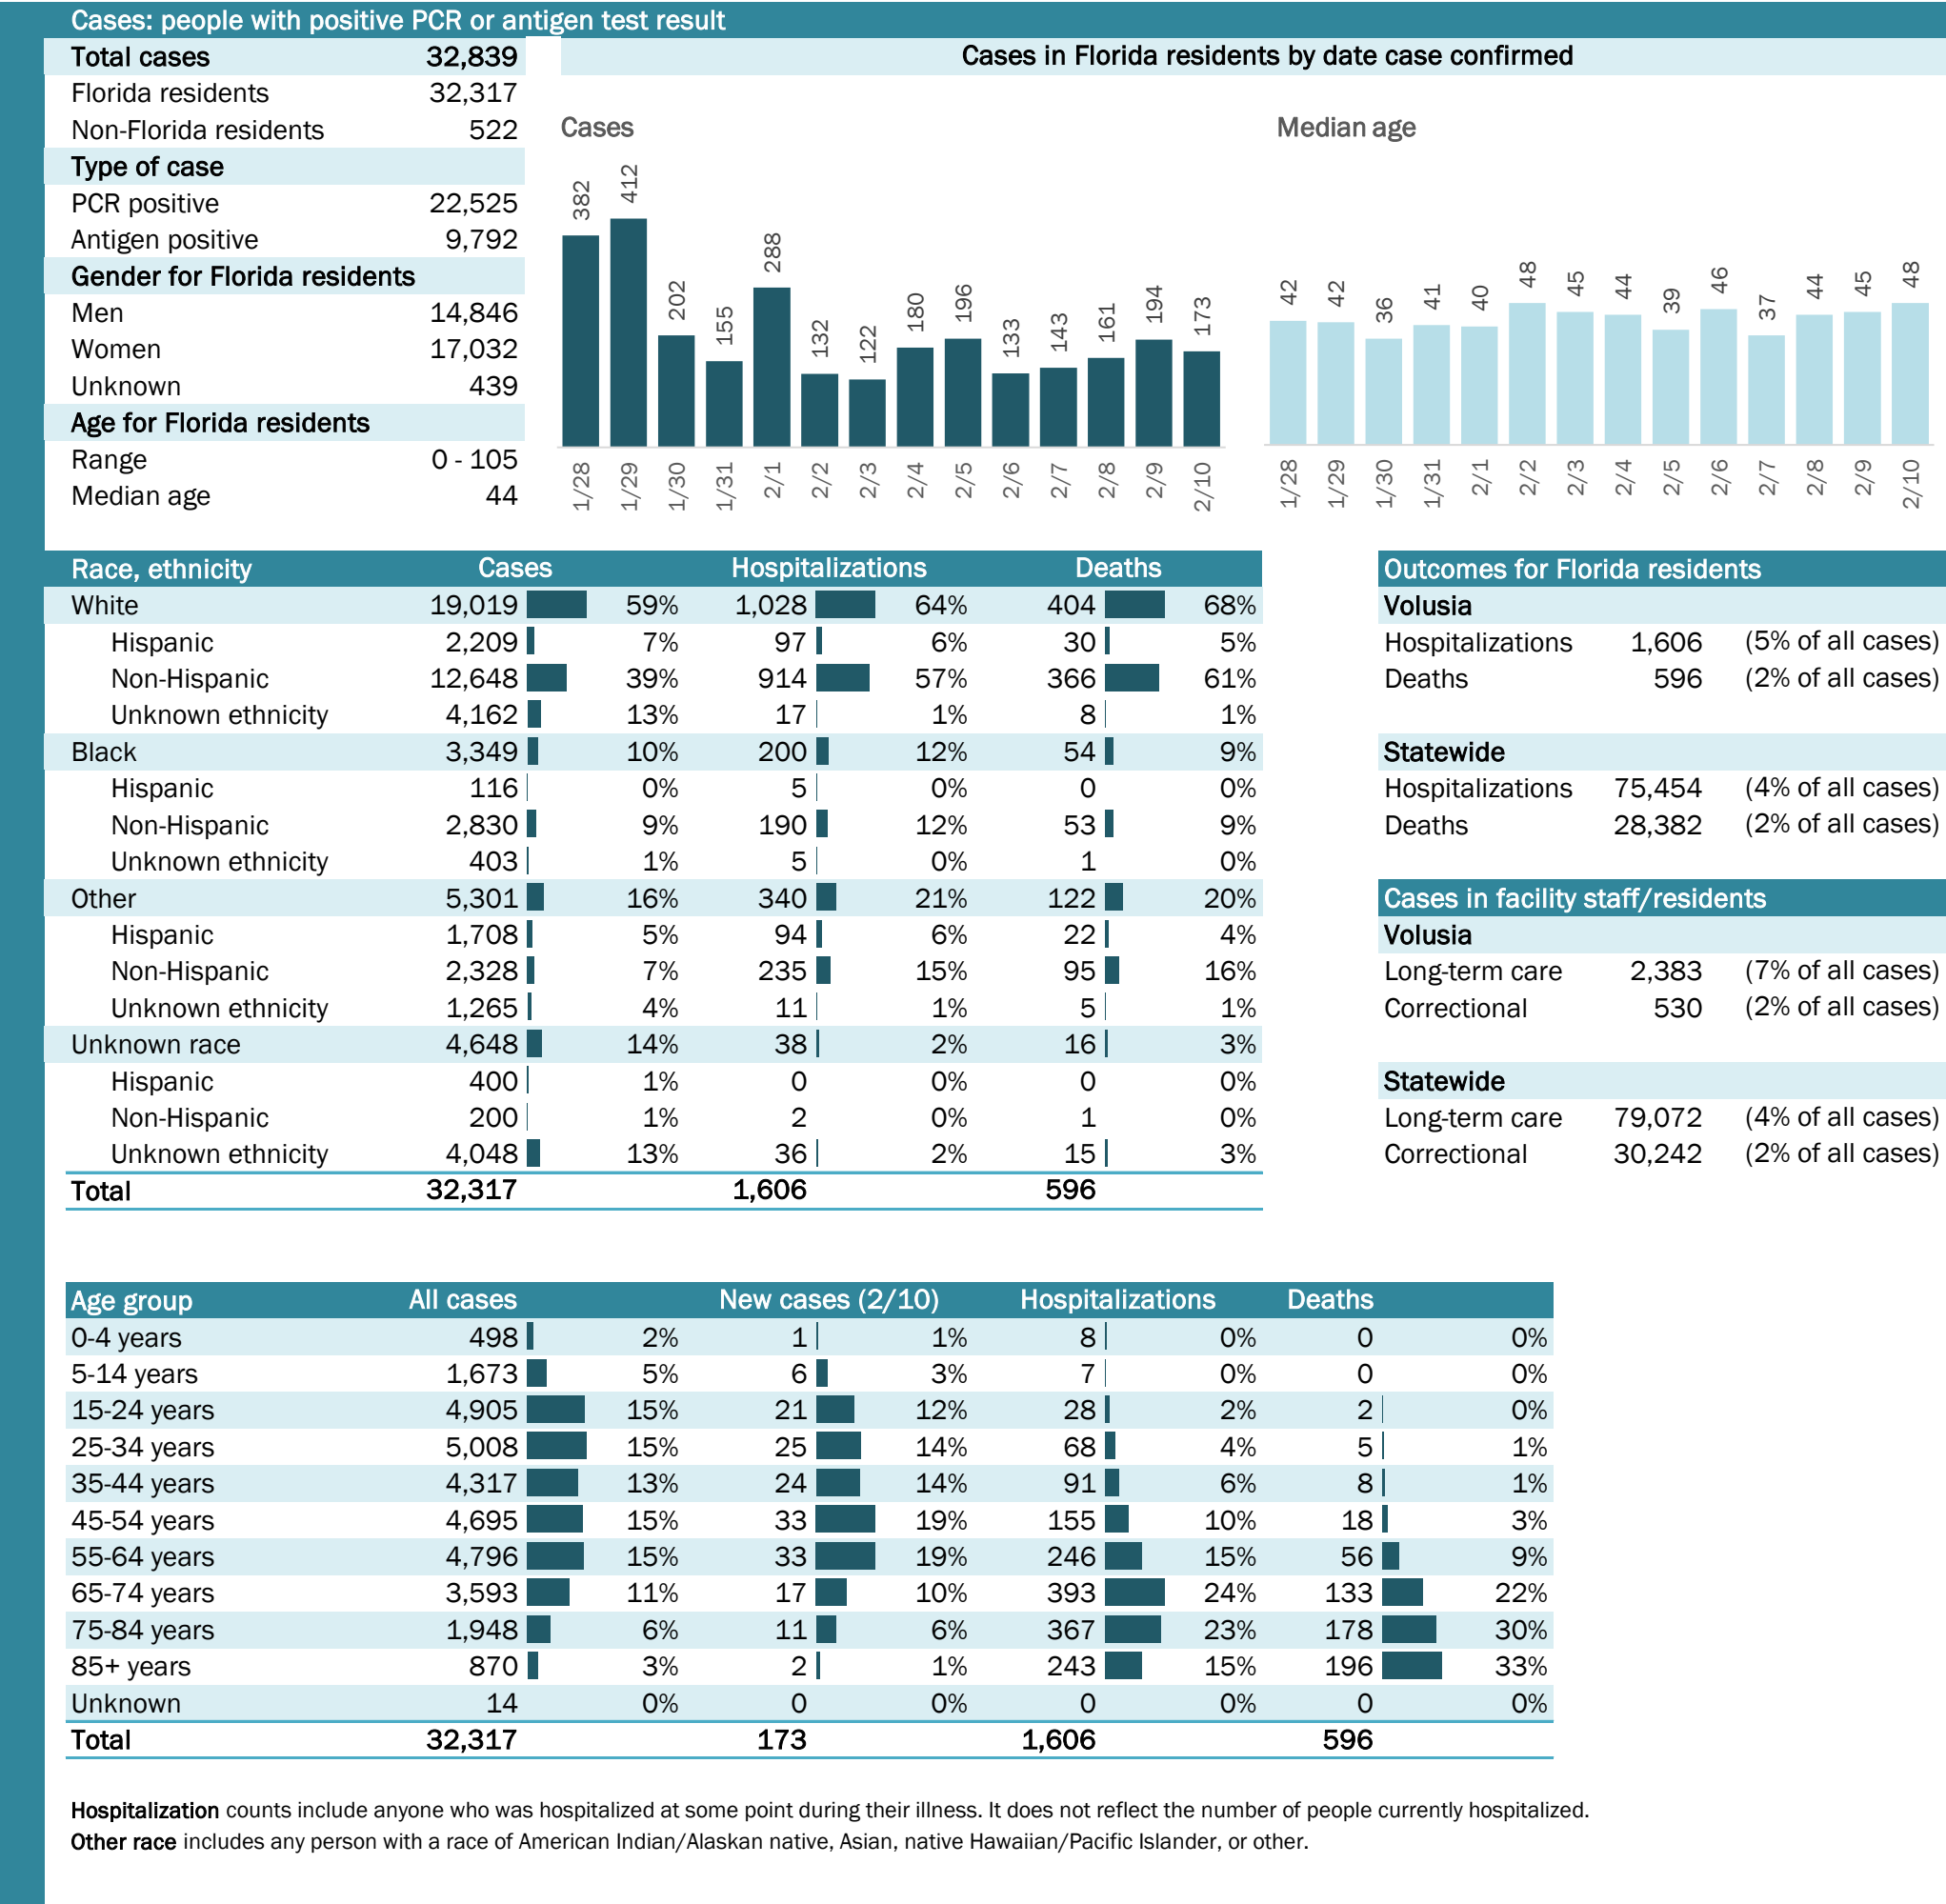 Cases: people with positive PCR or antigen test result
Total cases 32,839
Florida residents 32,317
Non-Florida residents 522
Type of case
PCR positive 22,525
Antigen positive 9,792
Gender for Florida residents
Men 14,846
Women 17,032
Unknown 439
Age for Florida residents
Range 0 - 105
Median age 44
Cases in Florida residents by date case confirmed
Cases
382 412 202 155 288 132 122 180 196 133 143 161 194 173
1/28 1/29 1/30 1/31 2/1 2/2 2/3 2/4 2/5 2/6 2/7 2/8 2/9 2/10
Median age
42 42 36 41 40 48 45 44 39 46 37 44 45 48
1/28 1/29 1/30 1/31 2/1 2/2 2/3 2/4 2/5 2/6 2/7 2/8 2/9 2/10
Race, ethnicity Cases Hospitalizations Deaths
White 19,019 59% 1,028 64% 404 68%
Hispanic 2,209 7% 97 6% 30 5%
Non-Hispanic 12,648 39% 914 57% 366 61%
Unknown ethnicity 4,162 13% 17 1% 8 1%
Black 3,349 10% 200 12% 54 9%
Hispanic 116 0% 5 0% 0 0%
Non-Hispanic 2,830 9% 190 12% 53 9%
Unknown ethnicity 403 1% 5 0% 1 0%
Other 5,301 16% 340 21% 122 20%
Hispanic 1,708 5% 94 6% 22 4%
Non-Hispanic 2,328 7% 235 15% 95 16%
Unknown ethnicity 1,265 4% 11 1% 5 1%
Unknown race 4,648 14% 38 2% 16 3%
Hispanic 400 1% 0 0% 0 0%
Non-Hispanic 200 1% 2 0% 1 0%
Unknown ethnicity 4,048 13% 36 2% 15 3%
Total 32,317 1,606 596
Outcomes for Florida residents
Volusia
Hospitalizations 1,606 (5% of all cases)
Deaths 596 (2% of all cases)
Statewide
Hospitalizations 75,454 (4% of all cases)
Deaths 28,382 (2% of all cases)
Cases in facility staff/residents
Volusia
Long-term care 2,383 (7% of all cases)
Correctional 530 (2% of all cases)
Statewide
Long-term care 79,072 (4% of all cases)
Correctional 30,242 (2% of all cases)
Age group All cases New cases (2/10) Hospitalizations Deaths
0-4 years 498 2% 1 1% 8 0% 0 0%
5-14 years 1,673 5% 6 3% 7 0% 0 0%
15-24 years 4,905 15% 21 12% 28 2% 2 0%
25-34 years 5,008 15% 25 14% 68 4% 5 1%
35-44 years 4,317 13% 24 14% 91 6% 8 1%
45-54 years 4,695 15% 33 19% 155 10% 18 3%
55-64 years 4,796 15% 33 19% 246 15% 56 9%
65-74 years 3,593 11% 17 10% 393 24% 133 22%
75-84 years 1,948 6% 11 6% 367 23% 178 30%
85+ years 870 3% 2 1% 243 15% 196 33%
Unknown 14 0% 0 0% 0 0% 0 0%
Total 32,317 173 1,606 596
Hospitalization counts include anyone who was hospitalized at some point during their illness. It does not reflect the number of people currently hospitalized.
Other race includes any person with a race of American Indian/Alaskan native, Asian, native Hawaiian/Pacific Islander, or other.